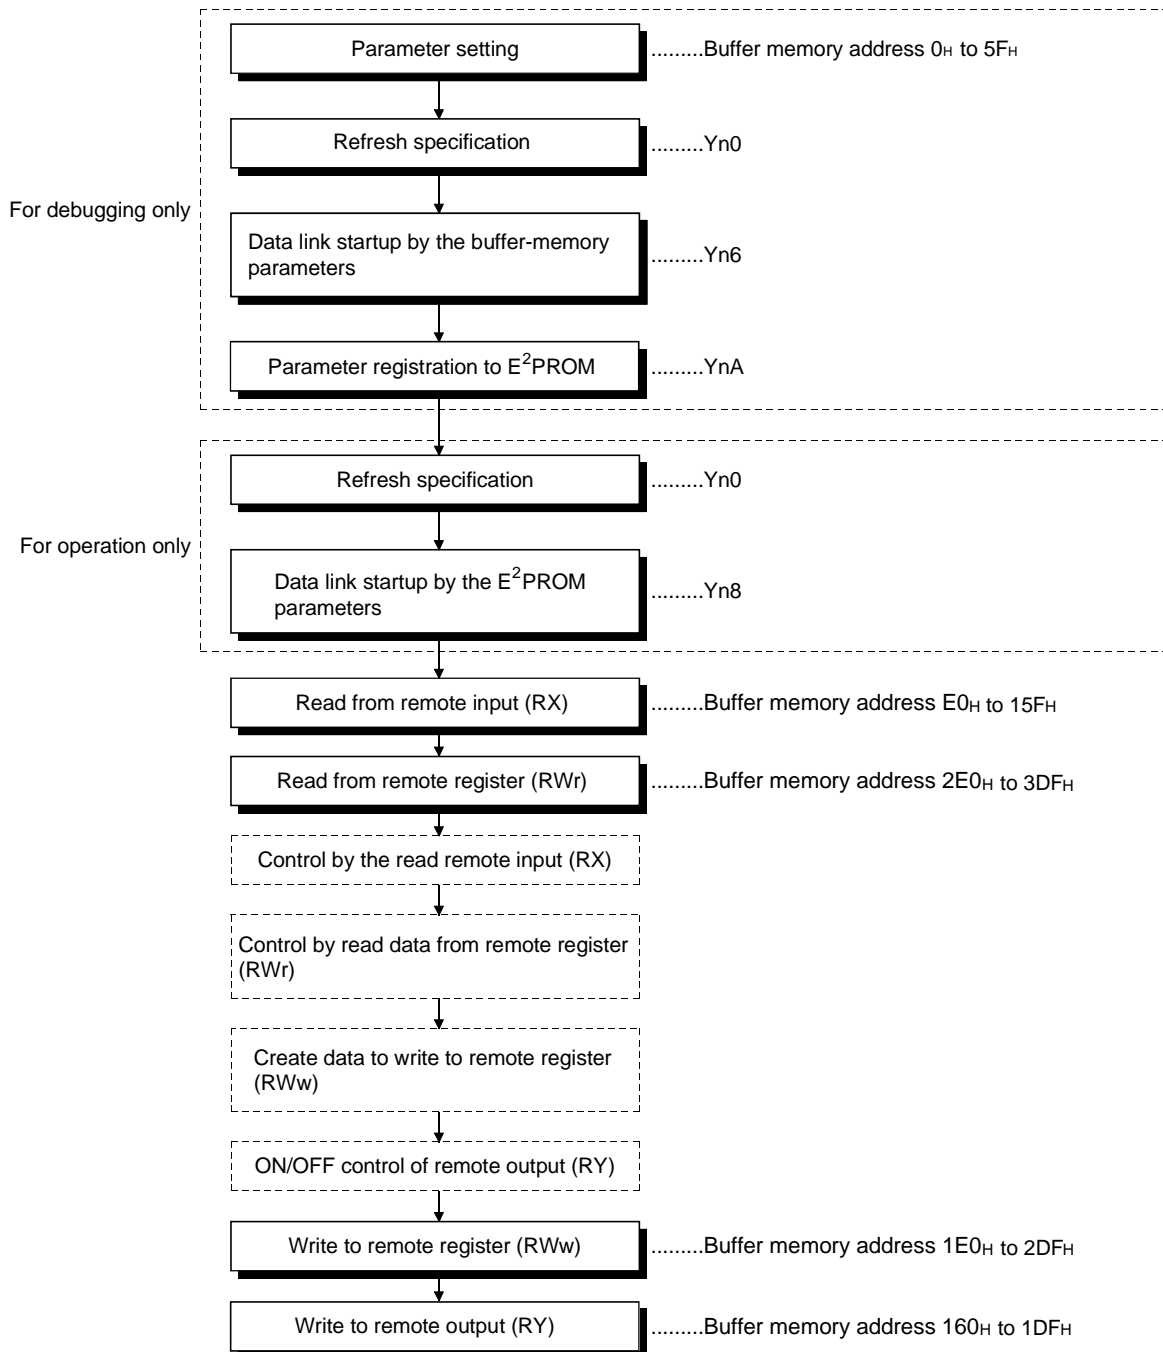 Parameter setting .........Buffer memory address 0H to 5FH
Refresh specification .........Yn0
For debugging only
Data link startup by the buffer-memory
parameters
.........Yn6
Parameter registration to E2PROM .........YnA
Refresh specification .........Yn0
For operation only
Data link startup by the E2PROM
parameters
.........Yn8
Read from remote input (RX) .........Buffer memory address E0H to 15FH
Read from remote register (RWr) .........Buffer memory address 2E0H to 3DFH
Control by the read remote input (RX)
Control by read data from remote register
(RWr)
Create data to write to remote register
(RWw)
ON/OFF control of remote output (RY)
Write to remote register (RWw) .........Buffer memory address 1E0H to 2DFH
Write to remote output (RY) .........Buffer memory address 160H to 1DFH